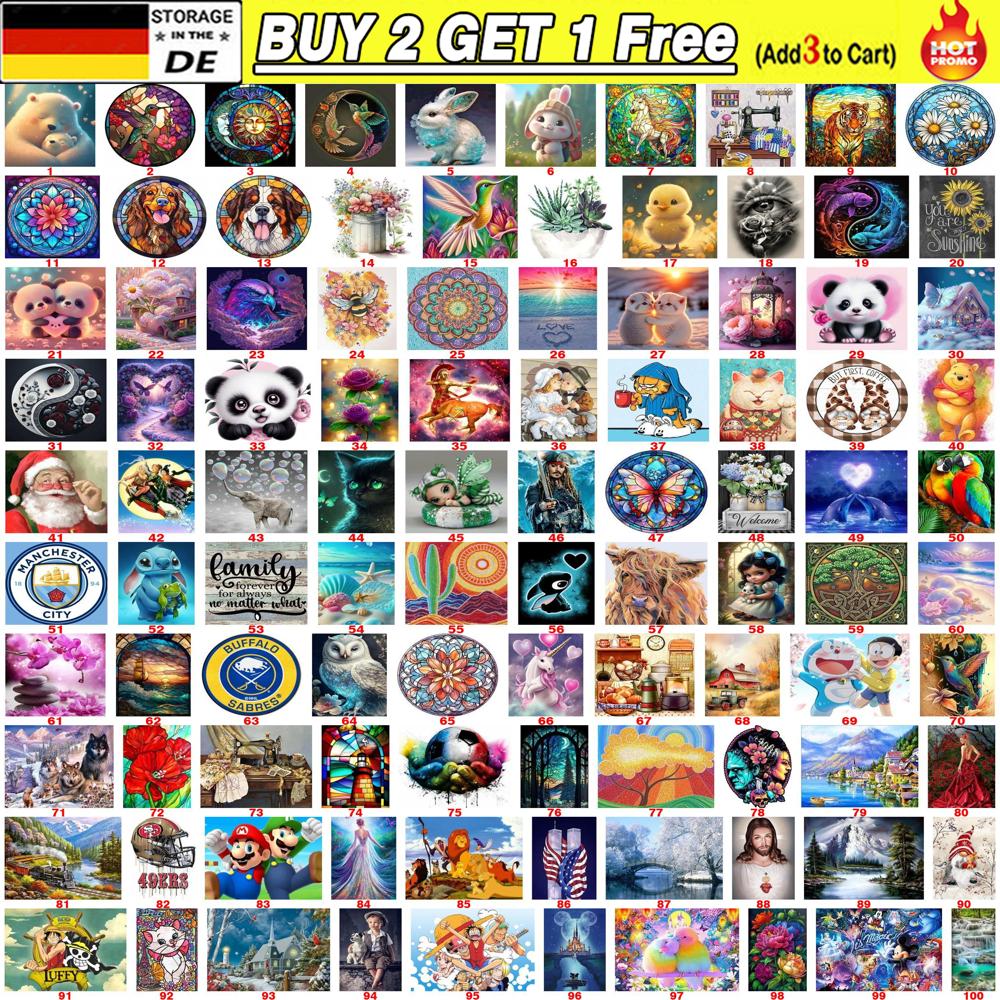 STORAGE
IN THE
DE
BUY 2 GET 1 Free
(Add 3 to Cart)
HOT
PROMO
1 2 3 4 5 6 7 8 9 10
you
are my
Sunshine
11 12 13 14 15 16 17 18 19 20
LOVE
21 22 23 24 25 26 27 28 29 30
BUT FIRST, COFFEE
31 32 33 34 35 36 37 38 39 40
Welcome
41 42 43 44 45 46 47 48 49 50
MANCHESTER
18 94
CITY
family
forever
for always
no matter what
51 52 53 54 55 56 57 58 59 60
BUFFALO
SABRES
61 62 63 64 65 66 67 68 69 70
71 72 73 74 75 76 77 78 79 80
49ERS
81 82 83 84 85 86 87 88 89 90
LUFFY
Magic
91 92 93 94 95 96 97 98 99 100